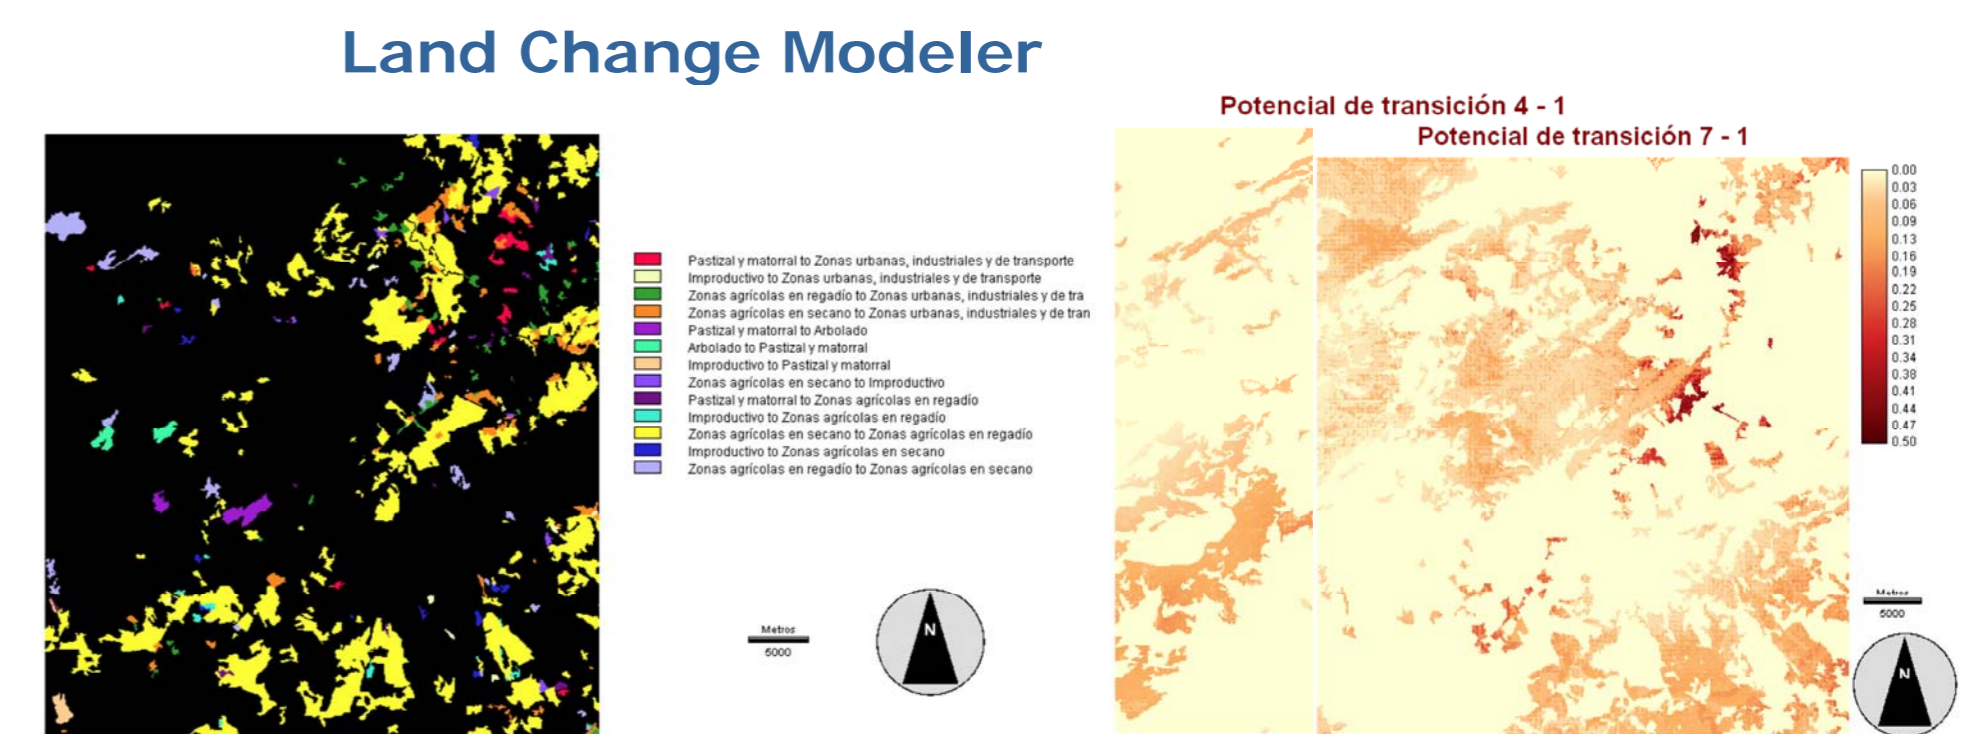 Land Change Modeler
Potencial de transición 4 - 1
Potencial de transición 7 - 1
Pastizal y matorral to Zonas urbanas, industriales y de transporte
Improductivo to Zonas urbanas, industriales y de transporte
Zonas agrícolas en regadío to Zonas urbanas, industriales y de tra
Zonas agrícolas en secano to Zonas urbanas, industriales y de tran
Pastizal y matorral to Arbolado
Arbolado to Pastizal y matorral
Improductivo to Pastizal y matorral
Zonas agrícolas en secano to Improductivo
Pastizal y matorral to Zonas agrícolas en regadío
Improductivo to Zonas agrícolas en regadío
Zonas agrícolas en secano to Zonas agrícolas en regadío
Improductivo to Zonas agrícolas en secano
Zonas agrícolas en regadío to Zonas agrícolas en secano
Metros
5000
N
0.00
0.03
0.06
0.09
0.13
0.16
0.19
0.22
0.25
0.28
0.31
0.34
0.38
0.41
0.44
0.47
0.50
Metros
5000
N